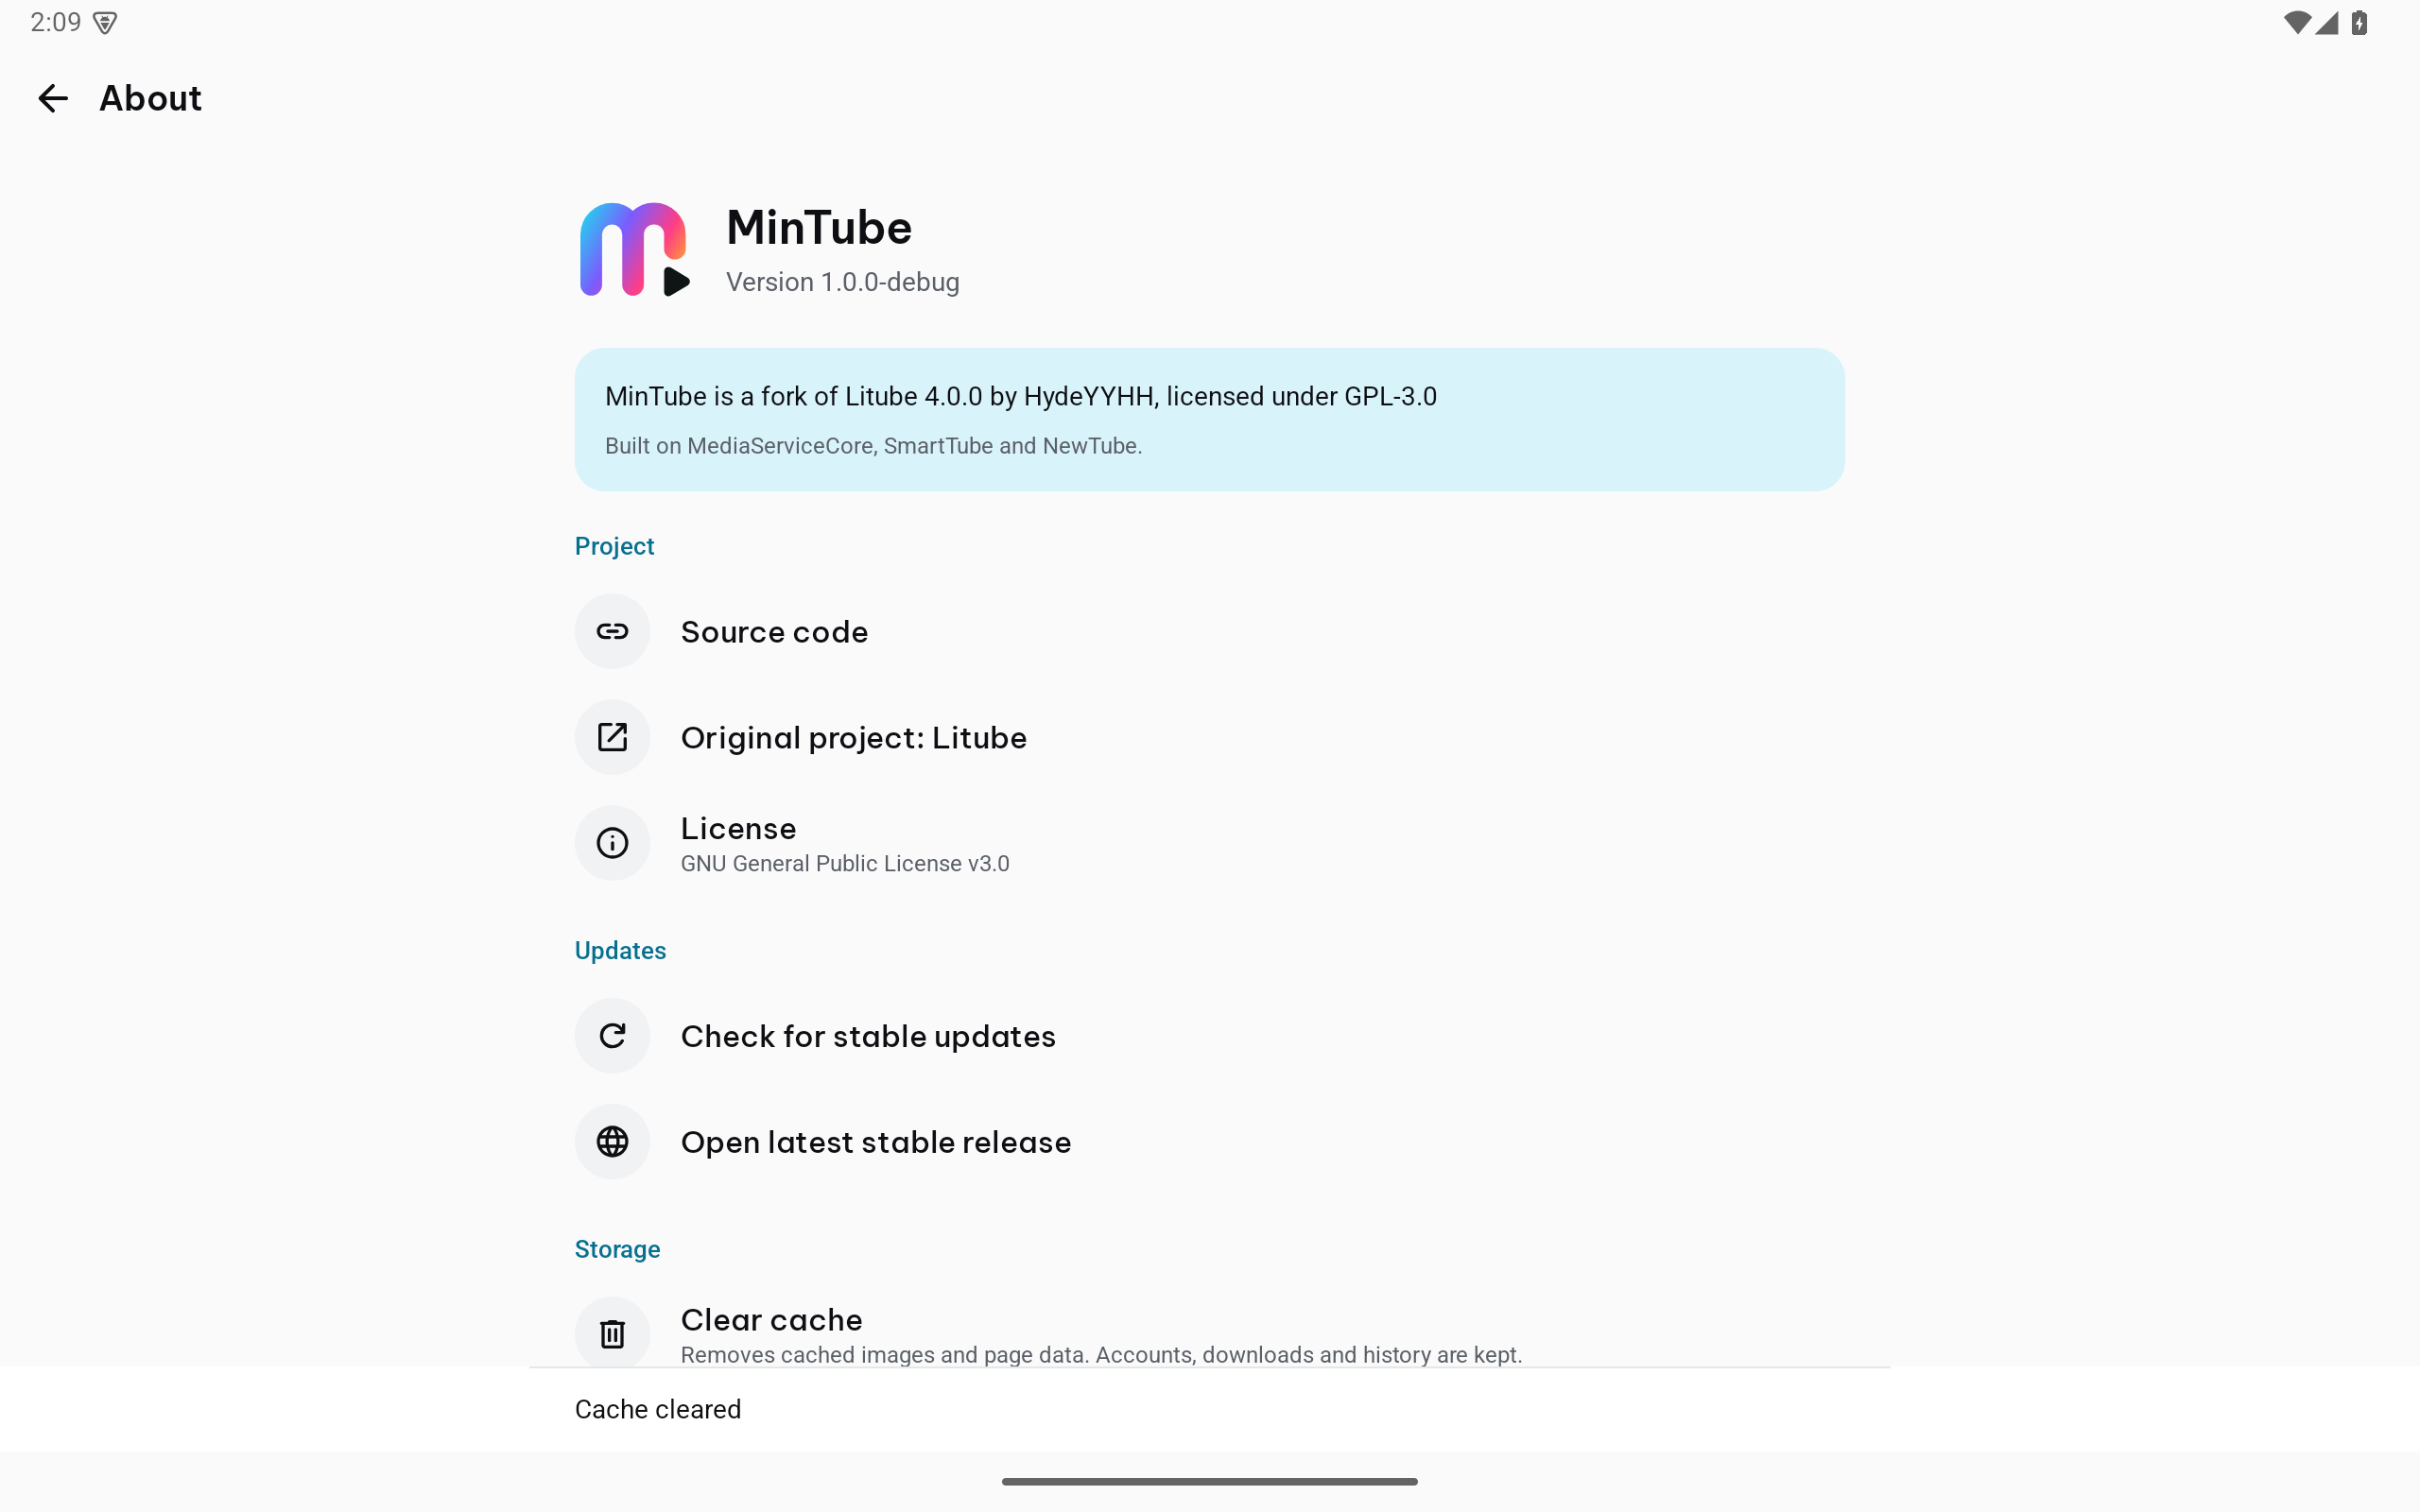 2:09
About
MinTube
Version 1.0.0-debug
MinTube is a fork of Litube 4.0.0 by HydeYYHH, licensed under GPL-3.0
Built on MediaServiceCore, SmartTube and NewTube.
Project
Source code
Original project: Litube
License
GNU General Public License v3.0
Updates
Check for stable updates
Open latest stable release
Storage
Clear cache
Removes cached images and page data. Accounts, downloads and history are kept.
Cache cleared